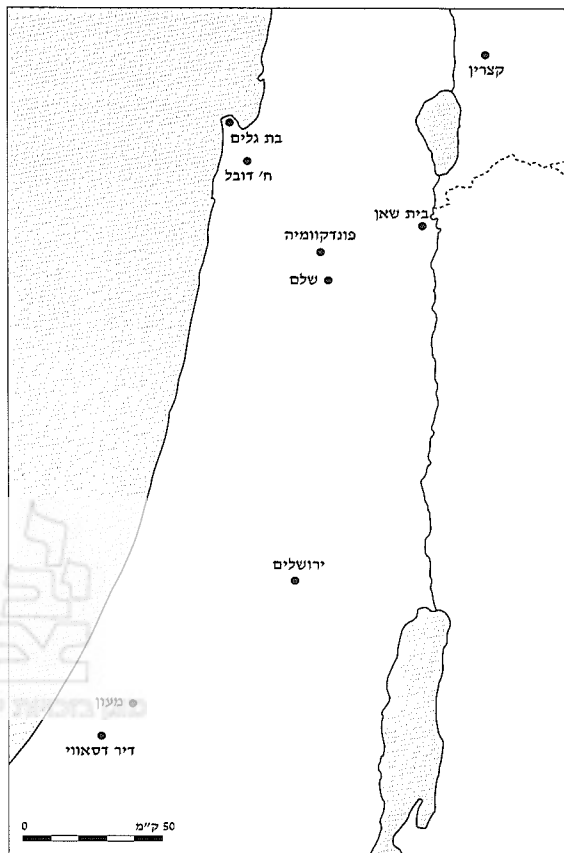 קצרין
בת גלים
ח' דובל
בית שאן
פונדקוומיה
שלם
ירושלים
מעון
דיר דסאווי
0 50 ק"מ